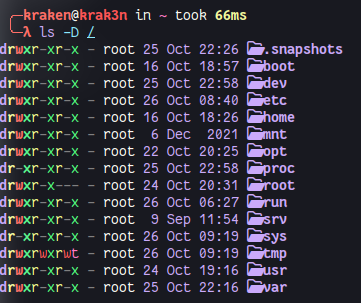 kraken@krak3n in ~ took 66ms
λ ls -D /
drwxr-xr-x - root 25 Oct 22:26 .snapshots
drwxr-xr-x - root 16 Oct 18:57 boot
drwxr-xr-x - root 25 Oct 22:58 dev
drwxr-xr-x - root 26 Oct 08:40 etc
drwxr-xr-x - root 16 Oct 18:26 home
drwxr-xr-x - root 6 Dec 2021 mnt
drwxr-xr-x - root 22 Oct 20:25 opt
dr-xr-xr-x - root 25 Oct 22:58 proc
drwxr-x--- - root 24 Oct 20:31 root
drwxr-xr-x - root 26 Oct 06:27 run
drwxr-xr-x - root 9 Sep 11:54 srv
dr-xr-xr-x - root 26 Oct 09:19 sys
drwxrwxrwt - root 26 Oct 09:19 tmp
drwxr-xr-x - root 24 Oct 19:16 usr
drwxr-xr-x - root 25 Oct 22:16 var